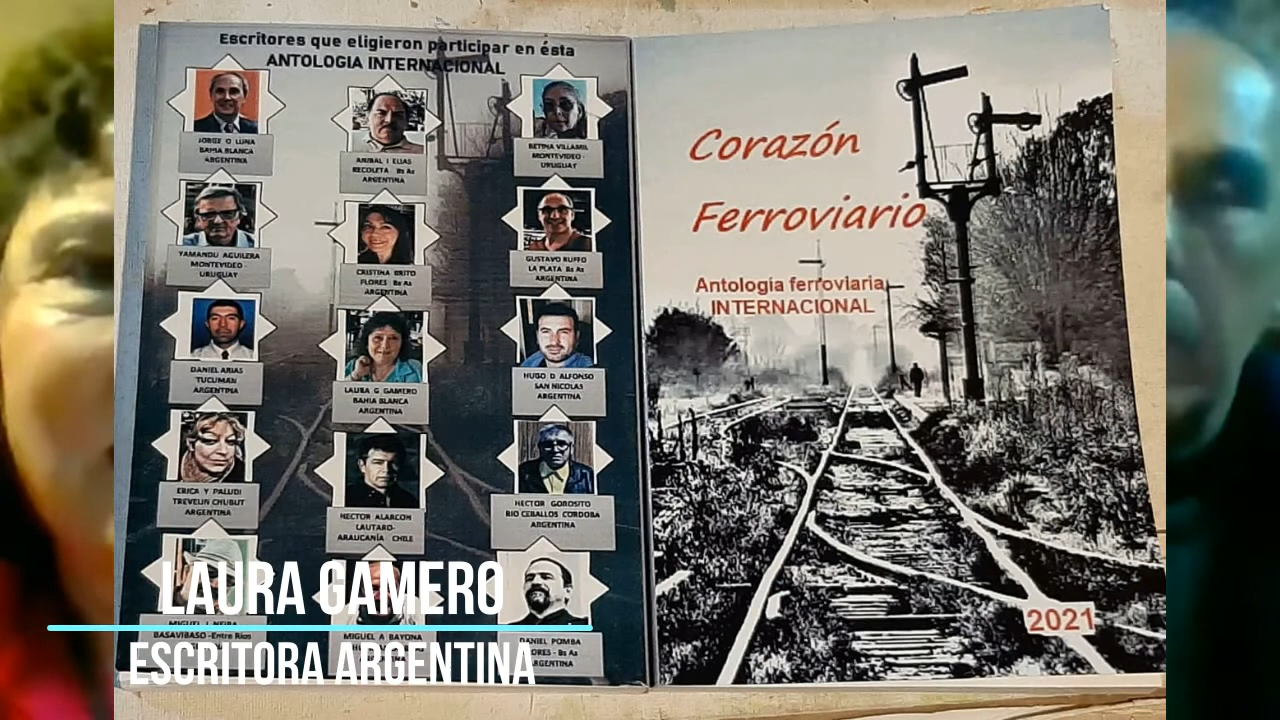 Escritores que eligieron participar en ésta
ANTOLOGIA INTERNACIONAL
JORGE O LUNA
BAHIA BLANCA
ARGENTINA
ANIBAL I ELIAS
RECOLETA Bs As
ARGENTINA
BETINA VILLAMIL
MONTEVIDEO -
URUGUAY
YAMANDU AGUILERA
MONTEVIDEO -
URUGUAY
CRISTINA BRITO
FLORES Bs As
ARGENTINA
GUSTAVO RUFFO
LA PLATA Bs As
ARGENTINA
DANIEL ARIAS
TUCUMAN
ARGENTINA
LAURA G GAMERO
BAHIA BLANCA
ARGENTINA
HUGO D ALFONSO
SAN NICOLAS
ARGENTINA
ERICA Y PALUDI
TREVELIN CHUBUT
ARGENTINA
HECTOR ALARCON
LAUTARO-
ARAUCANÍA CHILE
HECTOR GOROSITO
RIO CEBALLOS CORDOBA
ARGENTINA
MIGUEL
BASAVIBASO -Entre Rios
MIGUEL A BAYONA
DANIEL POMBA
Bs As
ARGENTINA
Corazón
Ferroviario
Antología ferroviaria
INTERNACIONAL
2021
LAURA GAMERO
ESCRITORA ARGENTINA